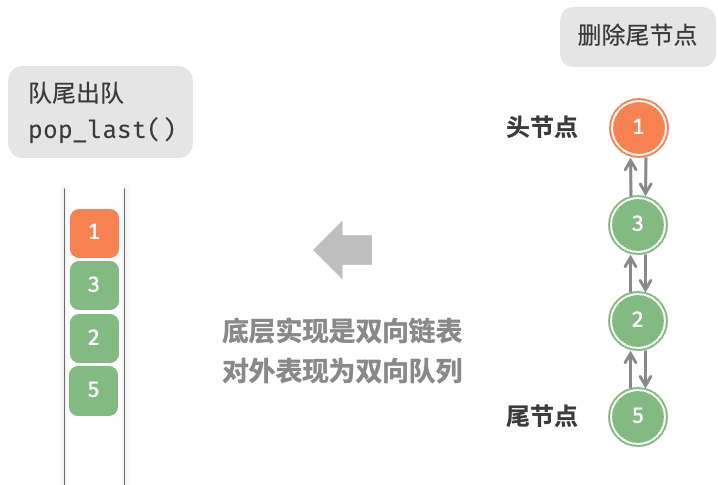 队尾出队
pop_last()
1
3
2
5
底层实现是双向链表
对外表现为双向队列
删除尾节点
头节点
1
3
2
尾节点
5